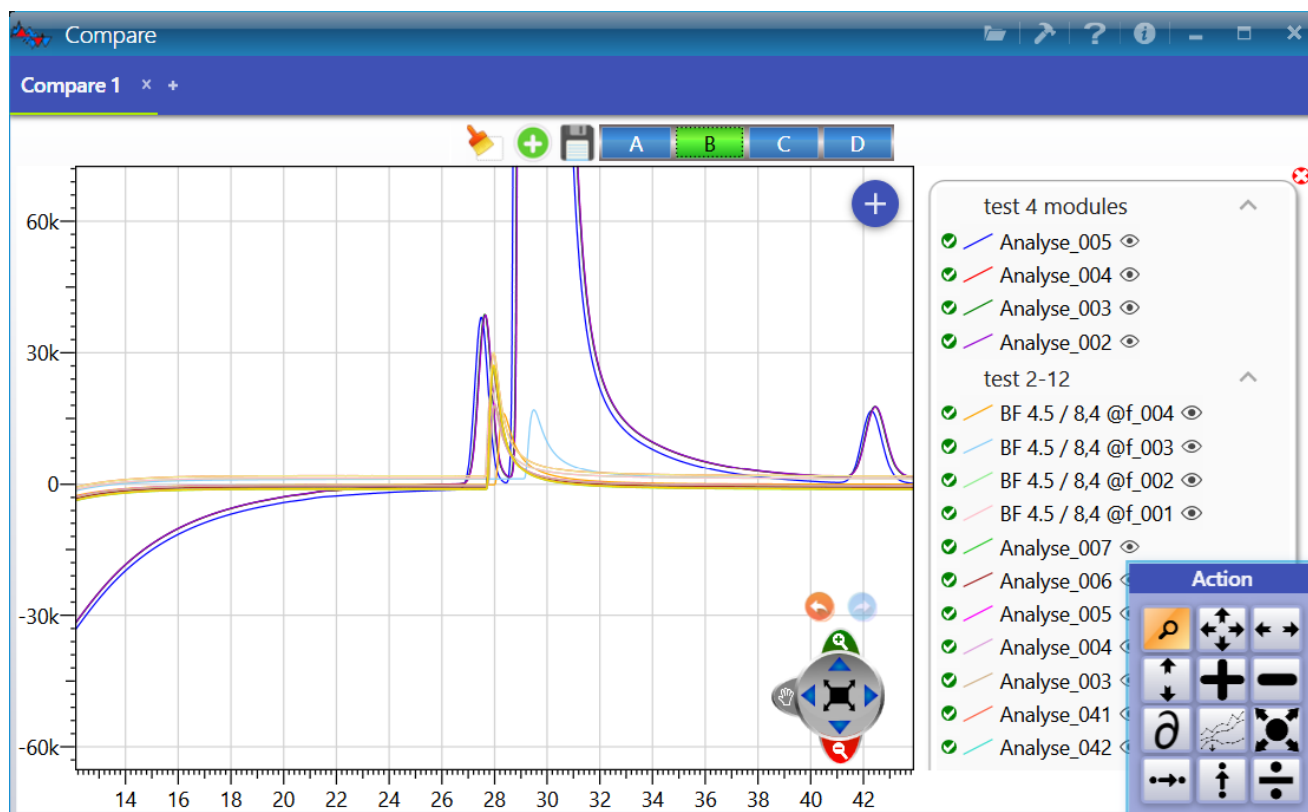 Compare
Compare 1 x +
A B C D
60k
30k
0
-30k
-60k
14 16 18 20 22 24 26 28 30 32 34 36 38 40 42
test 4 modules
Analyse_005
Analyse_004
Analyse_003
Analyse_002
test 2-12
BF 4.5 / 8,4 @f_004
BF 4.5 / 8,4 @f_003
BF 4.5 / 8,4 @f_002
BF 4.5 / 8,4 @f_001
Analyse_007
Analyse_006
Analyse_005
Analyse_004
Analyse_003
Analyse_041
Analyse_042
Action